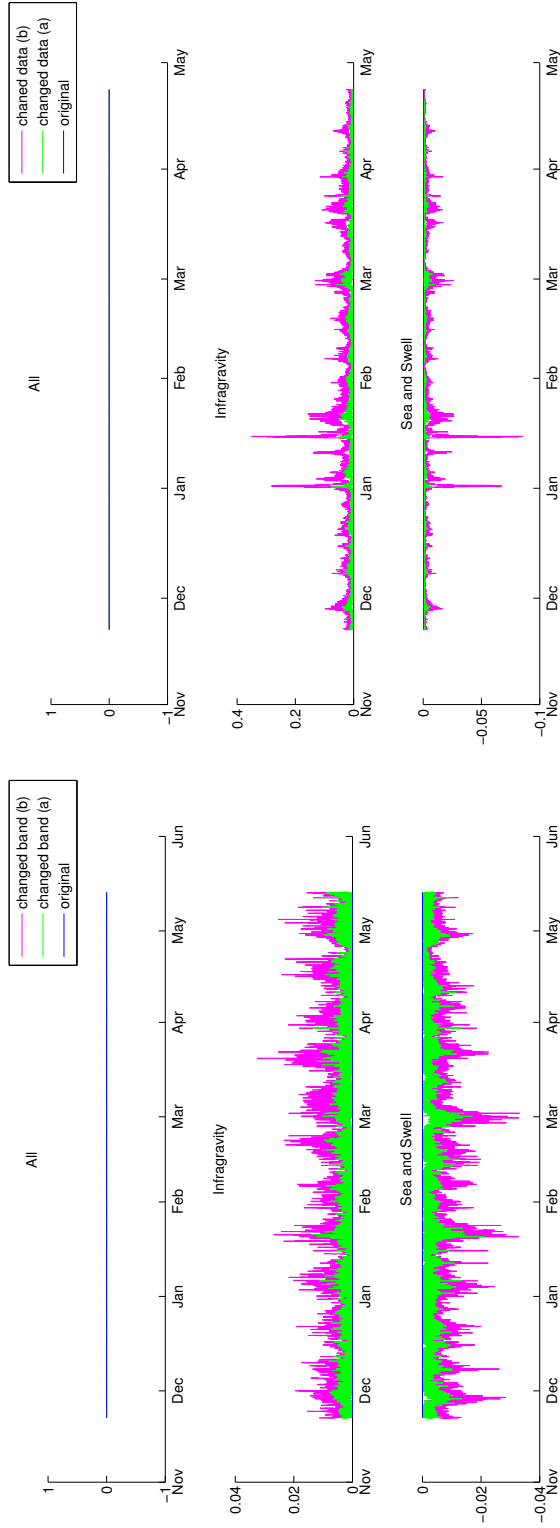 All
changed band (b)
changed band (a)
original
1
0
−1
Nov Dec Jan Feb Mar Apr May Jun
Infragravity
0.04
0.02
0
Nov Dec Jan Feb Mar Apr May Jun
Sea and Swell
0
−0.02
−0.04
Nov Dec Jan Feb Mar Apr May Jun
All
chaned data (b)
changed data (a)
original
1
0
−1
Nov Dec Jan Feb Mar Apr May
Infragravity
0.4
0.2
0
Nov Dec Jan Feb Mar Apr May
Sea and Swell
0
−0.05
−0.1
Nov Dec Jan Feb Mar Apr May